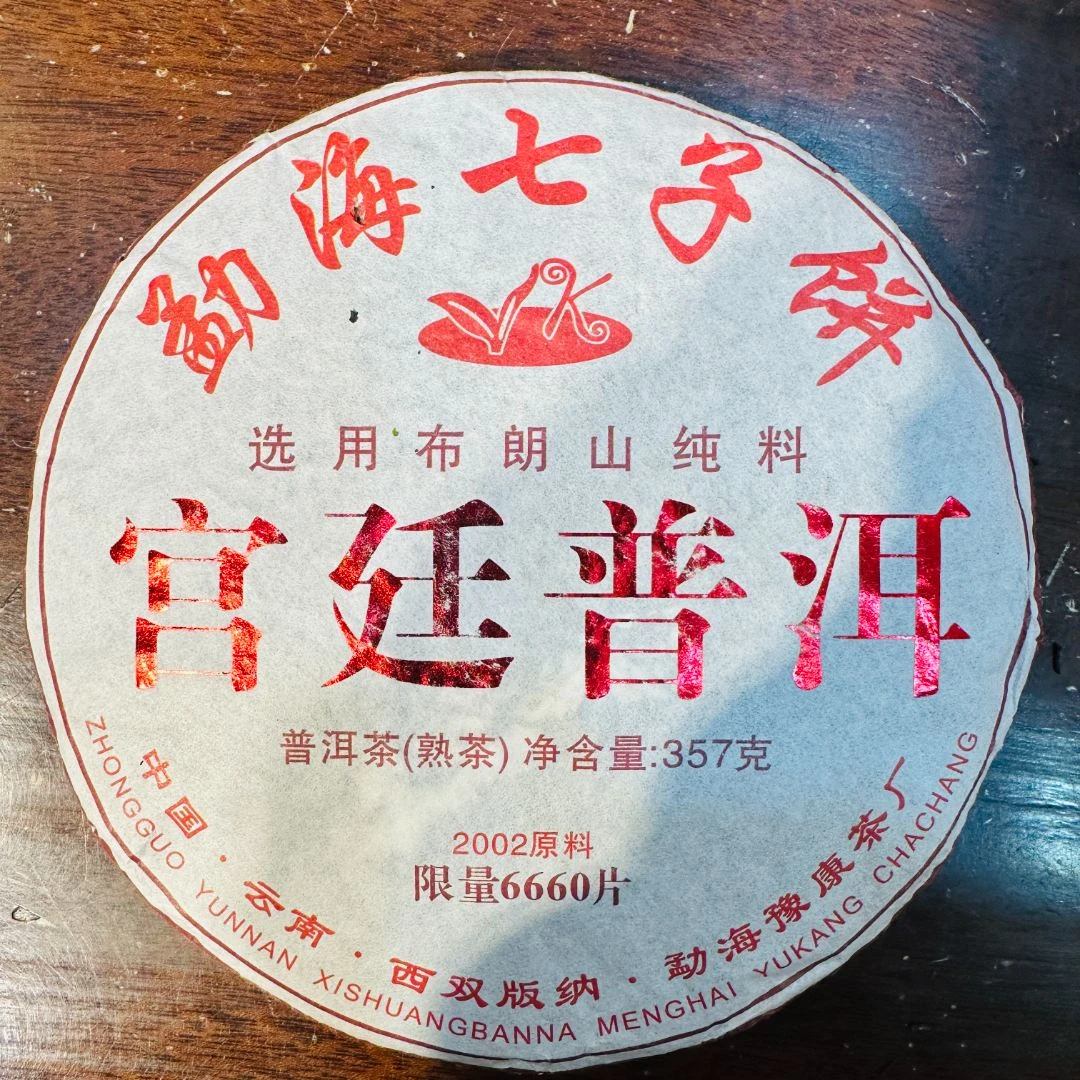 勐海七子饼
YK
选用布朗山纯料
宫廷普洱
普洱茶(熟茶) 净含量:357克
2002原料
限量6660片
中国·云南·西双版纳·勐海豫康茶厂
ZHONGGUO YUNNAN XISHUANGBANNA MENGHAI YUKANG CHACHANG